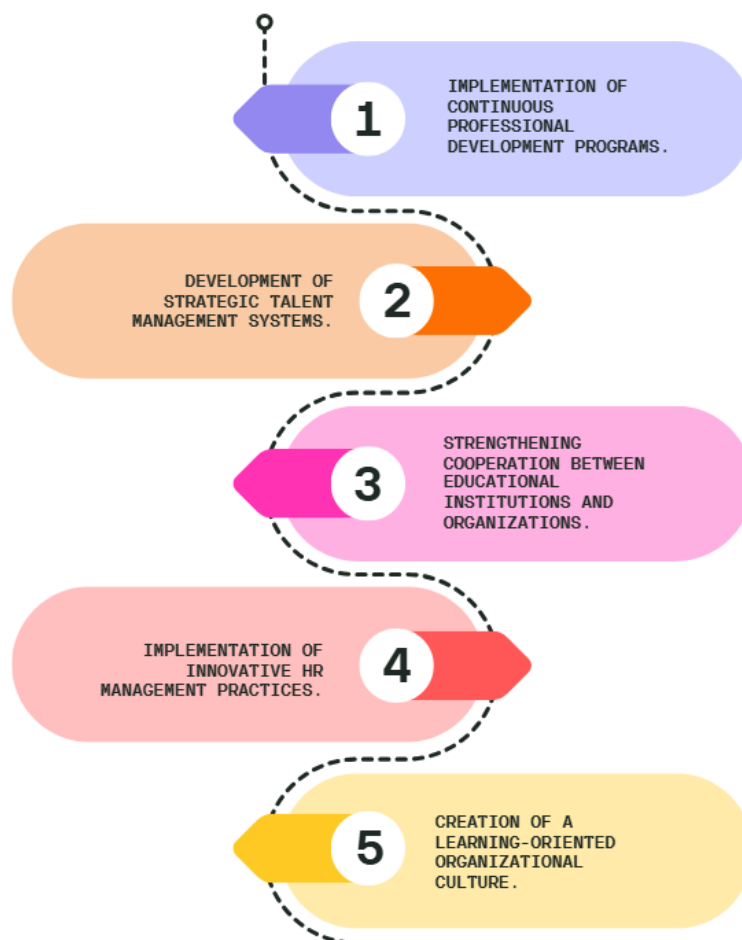 1
IMPLEMENTATION OF
CONTINUOUS
PROFESSIONAL
DEVELOPMENT PROGRAMS.
2
DEVELOPMENT OF
STRATEGIC TALENT
MANAGEMENT SYSTEMS.
3
STRENGTHENING
COOPERATION BETWEEN
EDUCATIONAL
INSTITUTIONS AND
ORGANIZATIONS.
4
IMPLEMENTATION OF
INNOVATIVE HR
MANAGEMENT PRACTICES.
5
CREATION OF A
LEARNING-ORIENTED
ORGANIZATIONAL
CULTURE.